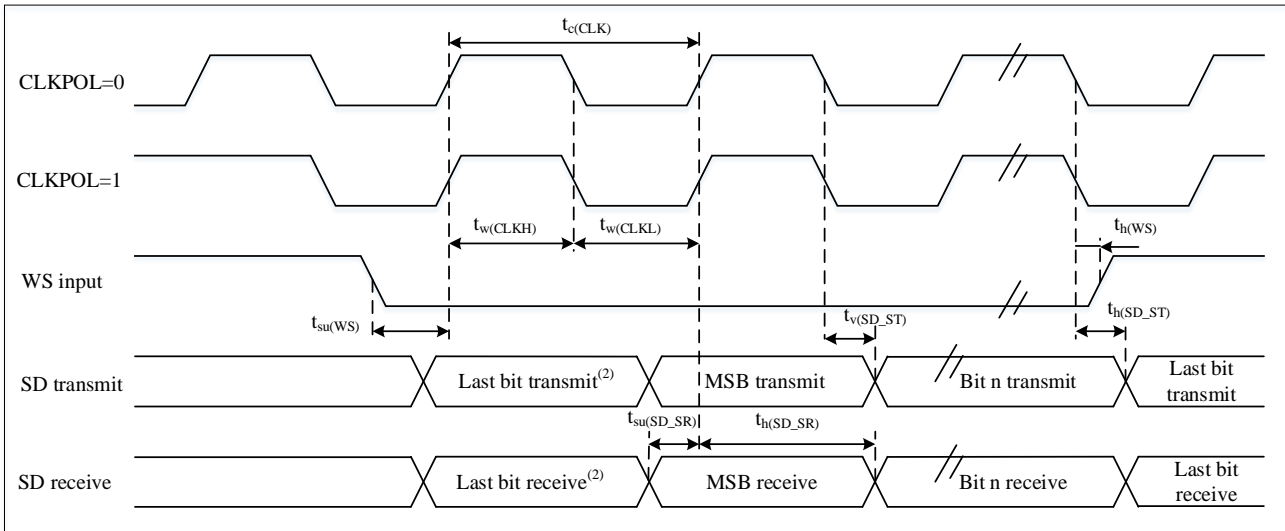 t_c(CLK)
CLKPOL=0
CLKPOL=1
t_w(CLKH)
t_w(CLKL)
t_h(WS)
WS input
t_su(WS)
t_v(SD_ST)
t_h(SD_ST)
SD transmit
Last bit transmit(2)
MSB transmit
Bit n transmit
Last bit
transmit
t_su(SD_SR)
t_h(SD_SR)
SD receive
Last bit receive(2)
MSB receive
Bit n receive
Last bit
receive